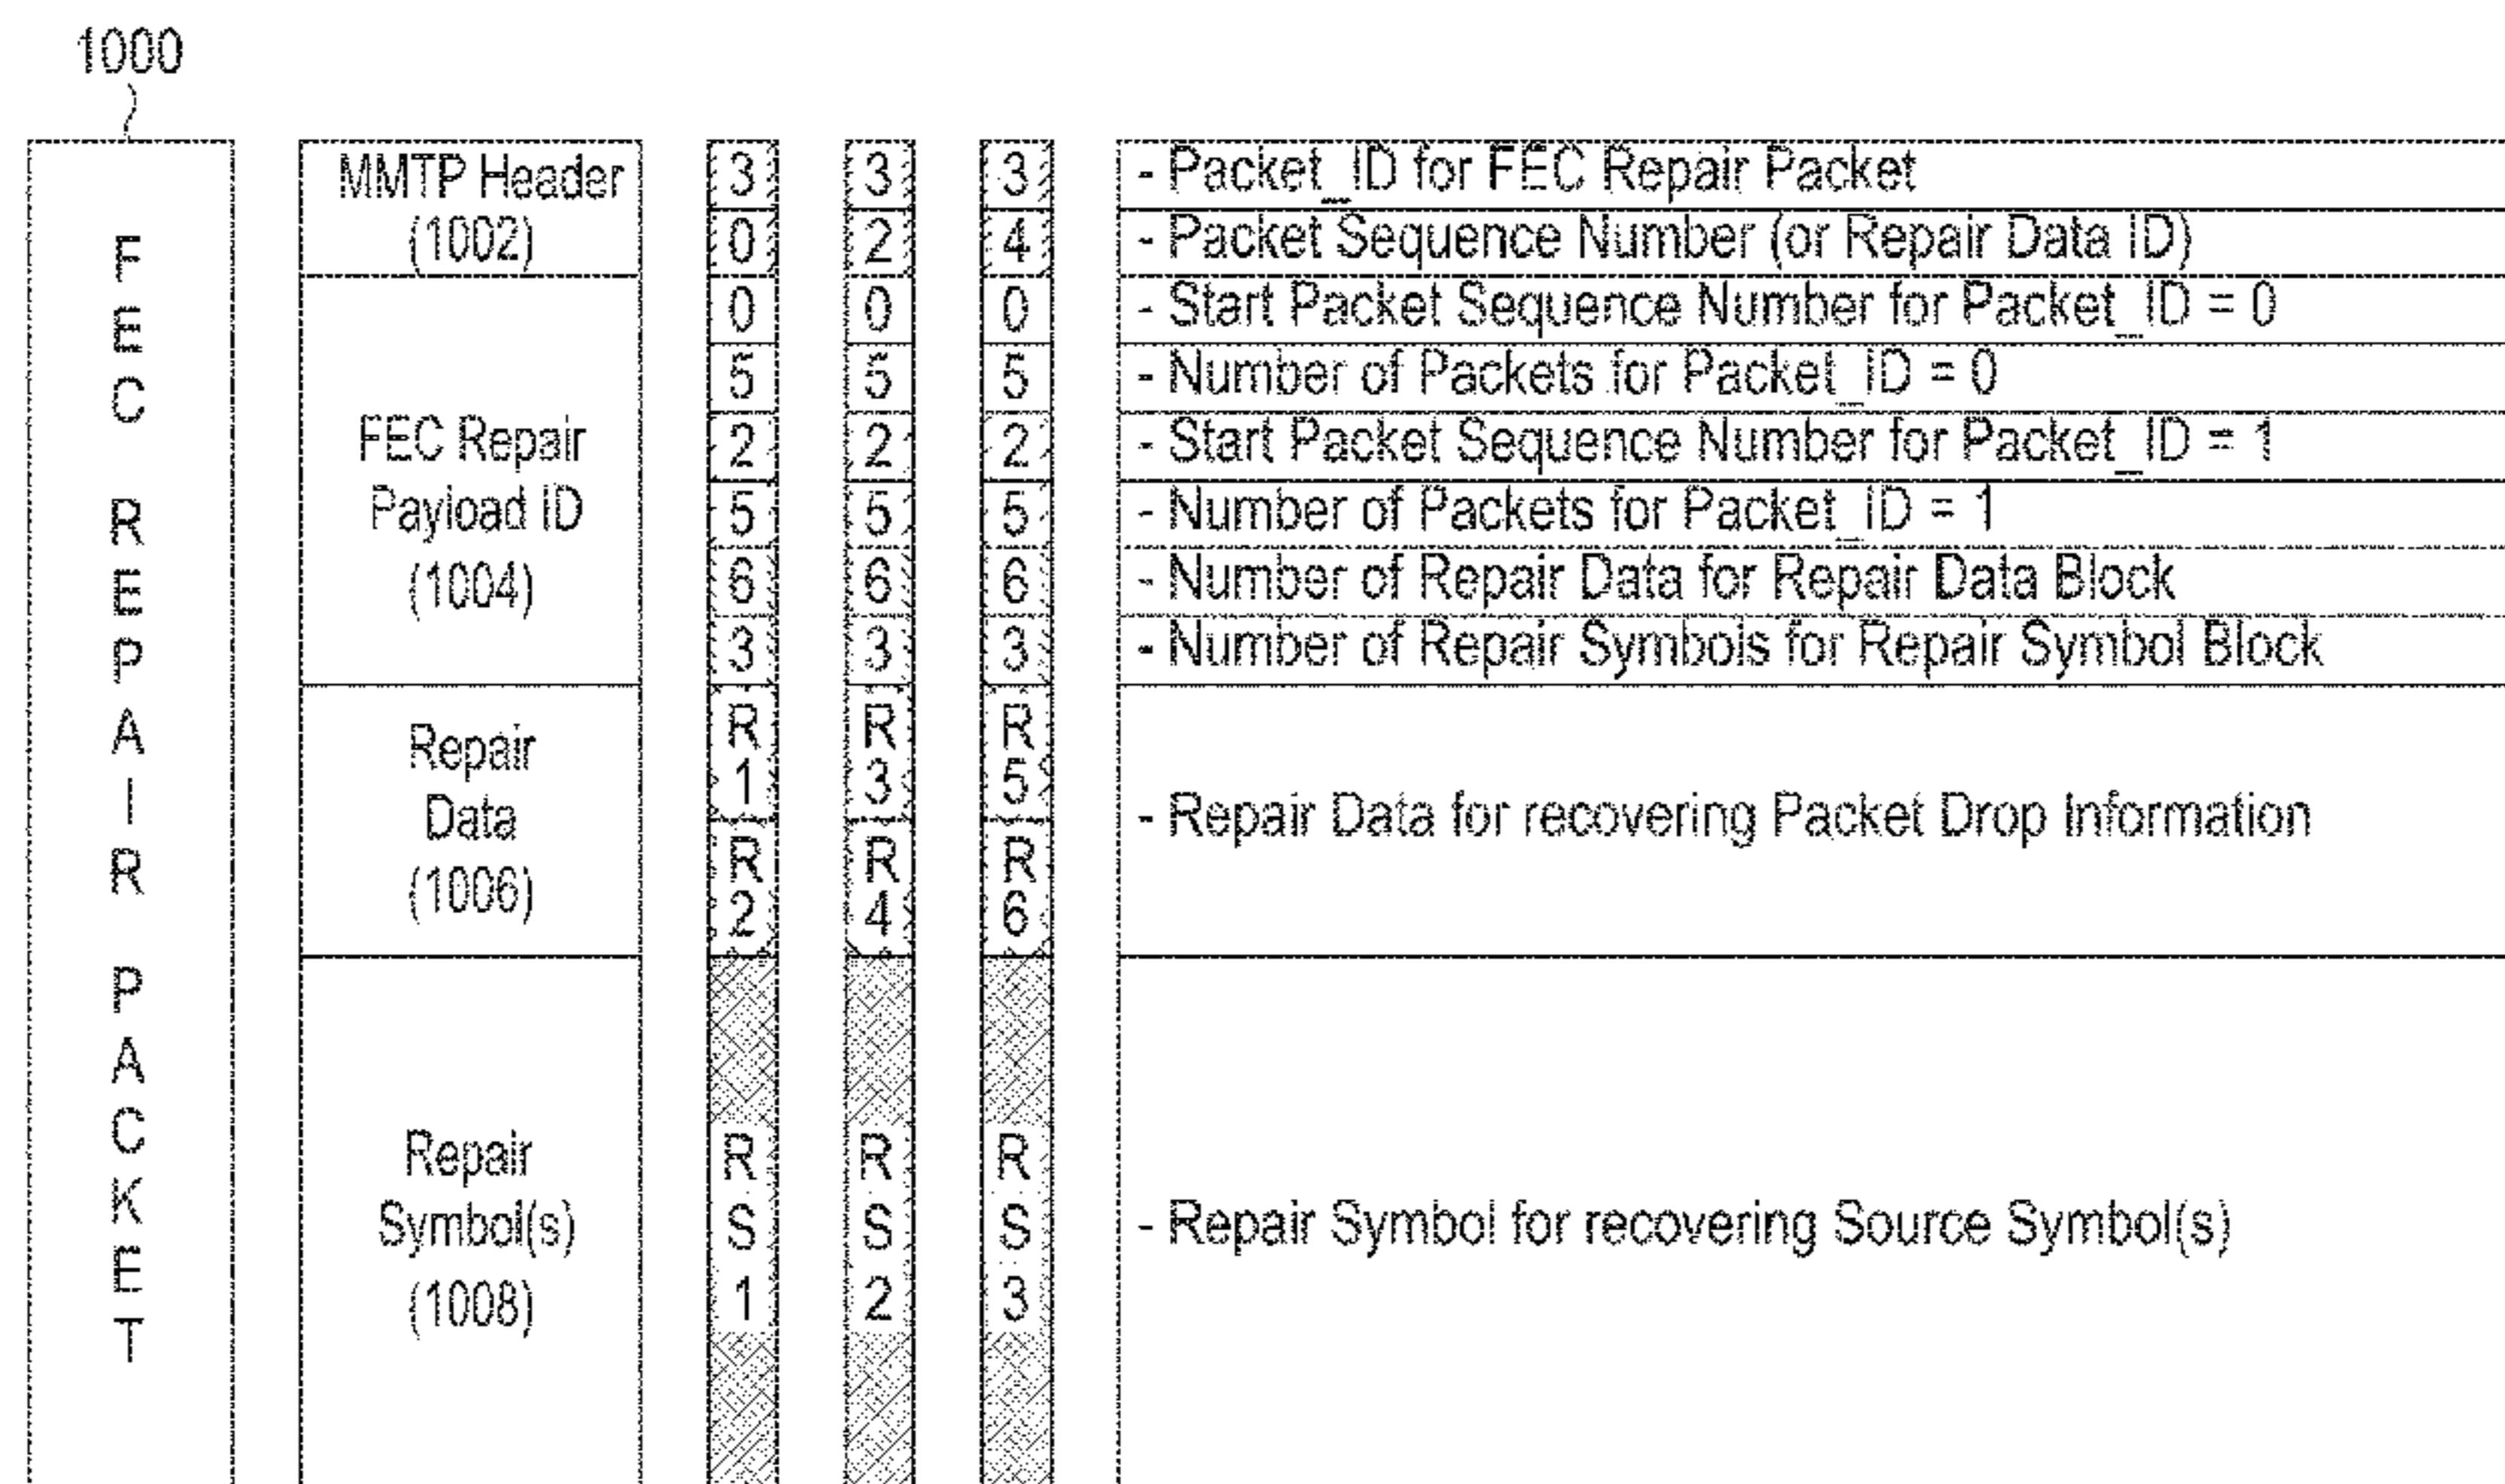 1000
FEC REPAIR PACKET
MMTP Header
(1002)
FEC Repair
Payload ID
(1004)
Repair
Data
(1006)
Repair
Symbol(s)
(1008)
3 3 3 - Packet_ID for FEC Repair Packet
0 2 4 - Packet Sequence Number (or Repair Data ID)
0 0 0 - Start Packet Sequence Number for Packet_ID = 0
5 5 5 - Number of Packets for Packet_ID = 0
2 2 2 - Start Packet Sequence Number for Packet_ID = 1
5 5 5 - Number of Packets for Packet_ID = 1
6 6 6 - Number of Repair Data for Repair Data Block
3 3 3 - Number of Repair Symbols for Repair Symbol Block
R1 R3 R5
R2 R4 R6
- Repair Data for recovering Packet Drop Information
RS1 RS2 RS3 - Repair Symbol for recovering Source Symbol(s)